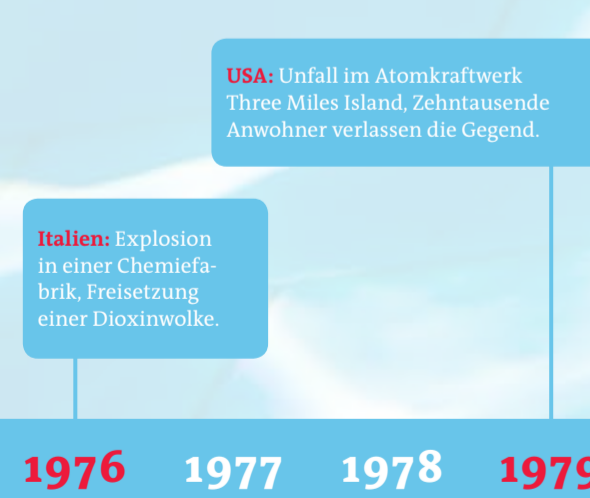 USA: Unfall im Atomkraftwerk
Three Miles Island, Zehntausende
Anwohner verlassen die Gegend.
Italien: Explosion
in einer Chemiefa-
brik, Freisetzung
einer Dioxinwolke.
1976 1977 1978 1979